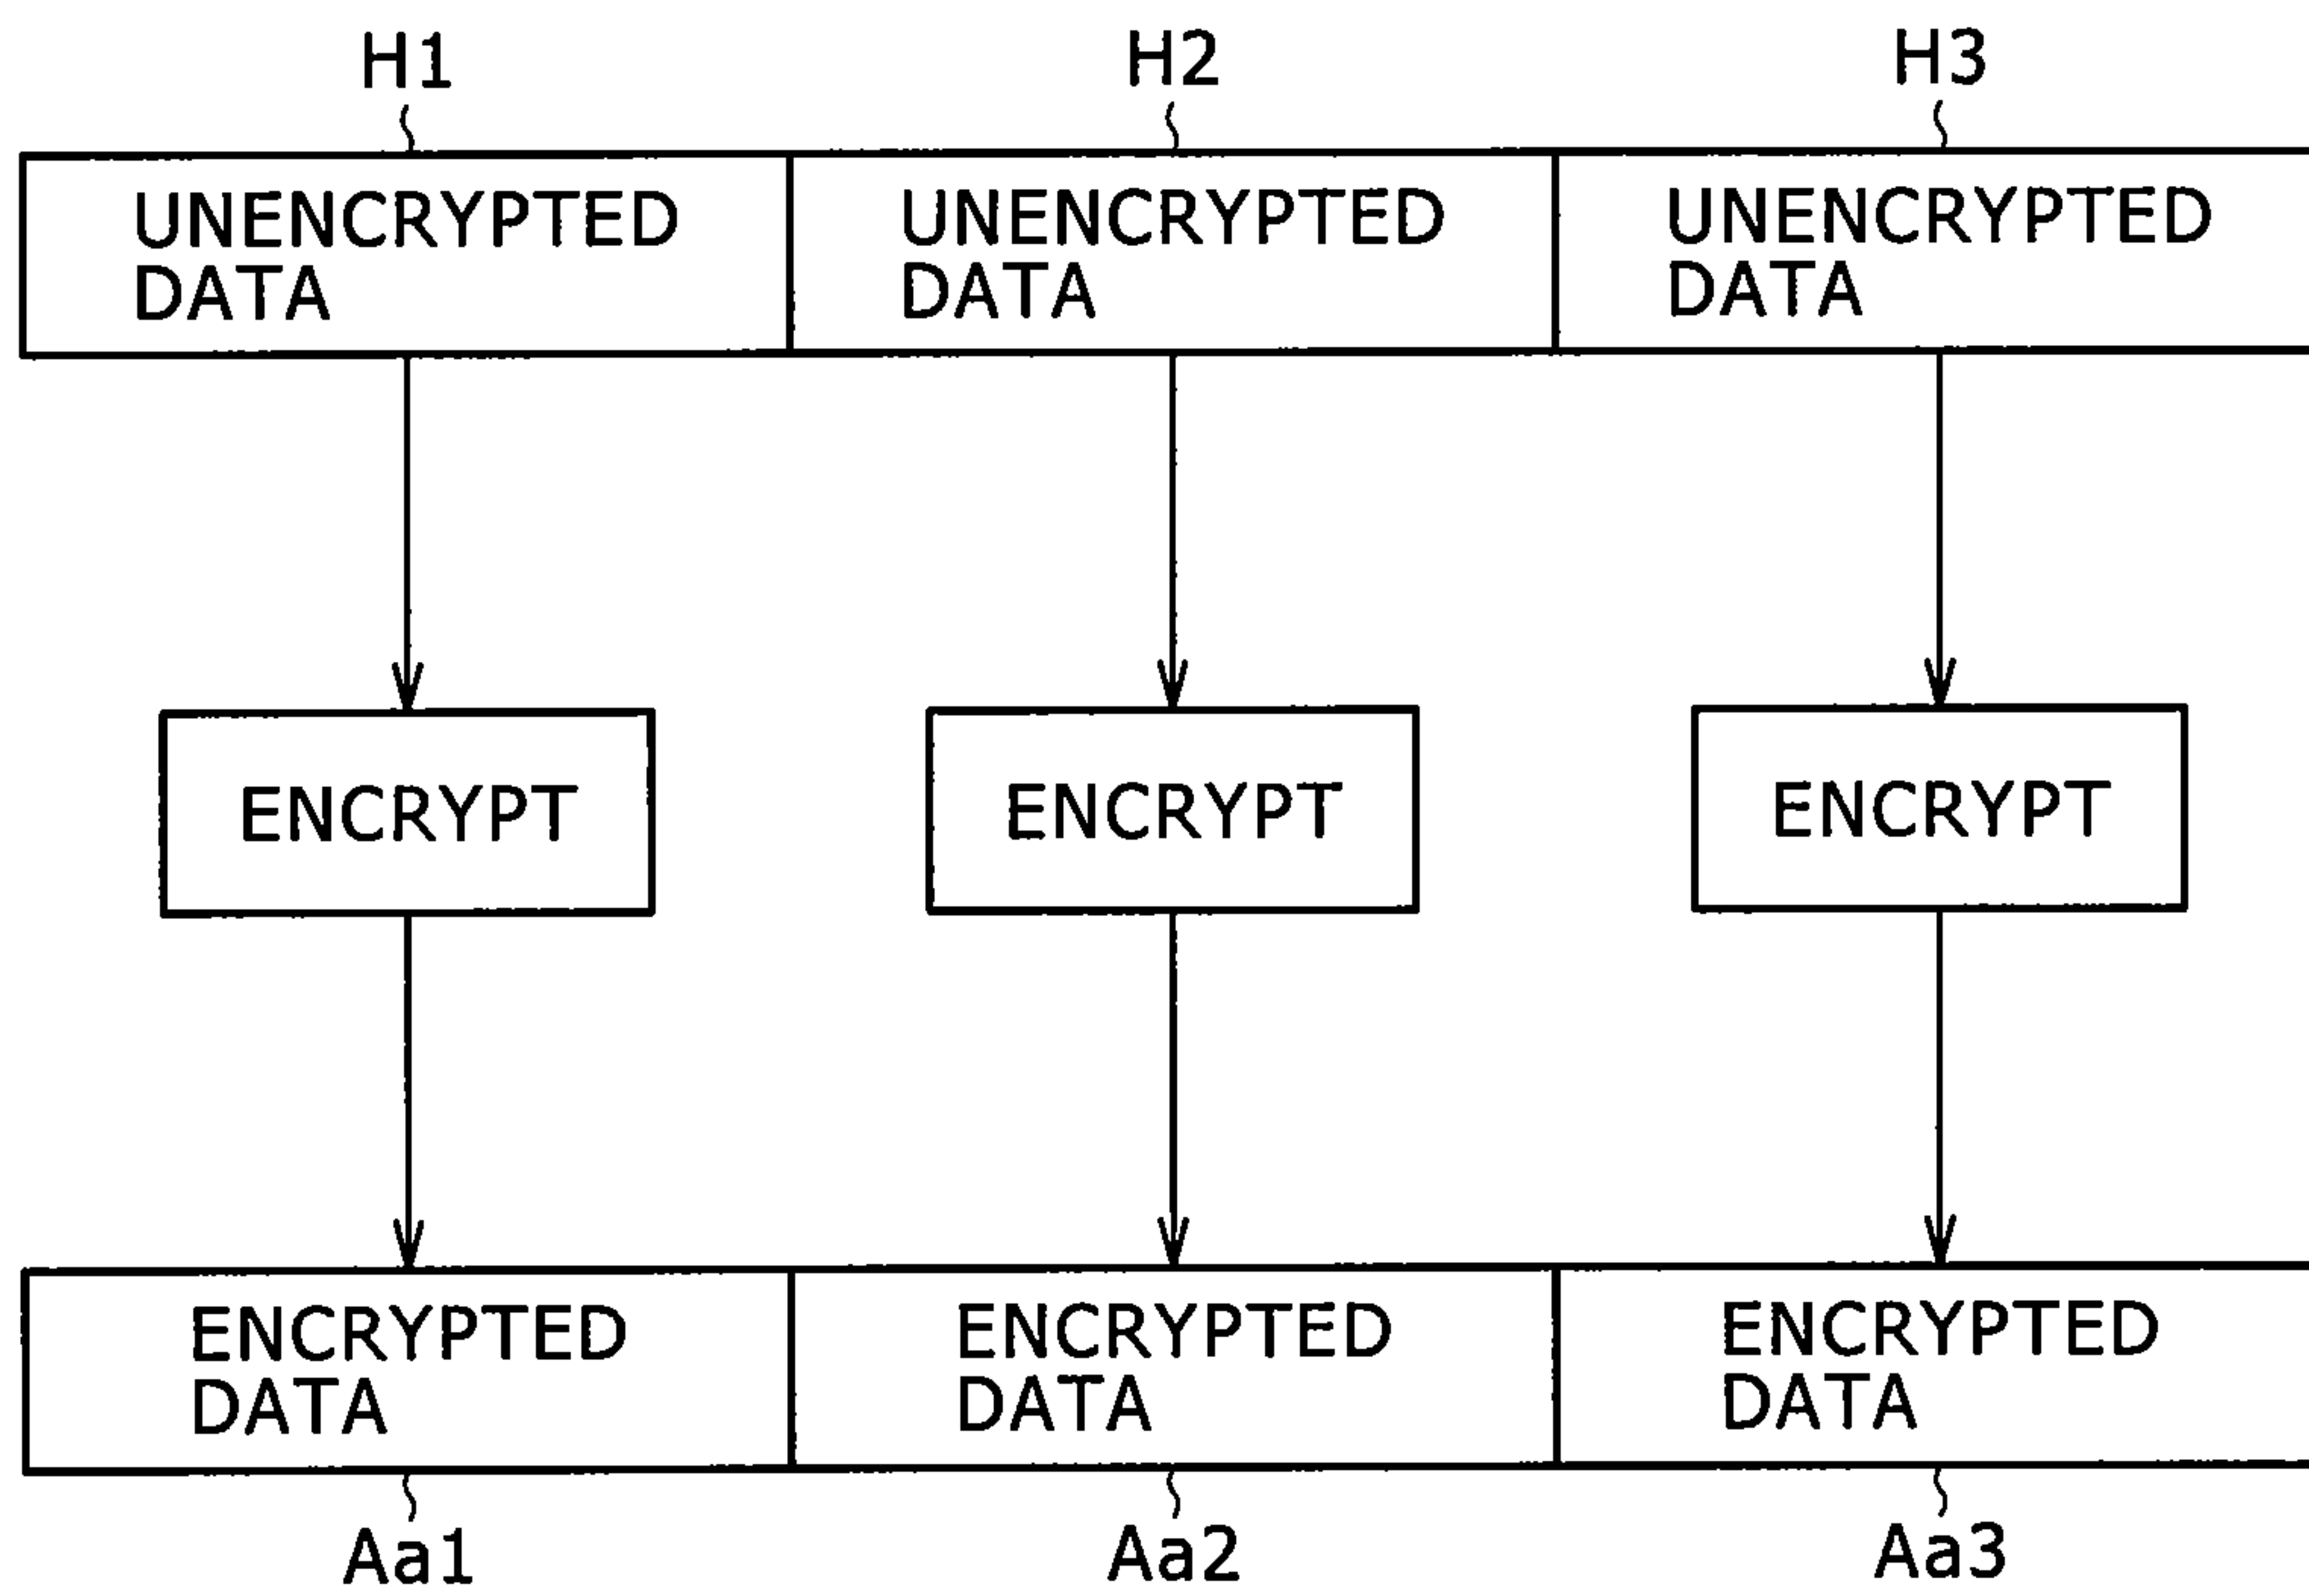 H1 H2 H3
UNENCRYPTED UNENCRYPTED UNENCRYPTED
DATA DATA DATA
ENCRYPT ENCRYPT ENCRYPT
ENCRYPTED ENCRYPTED ENCRYPTED
DATA DATA DATA
Aa1 Aa2 Aa3